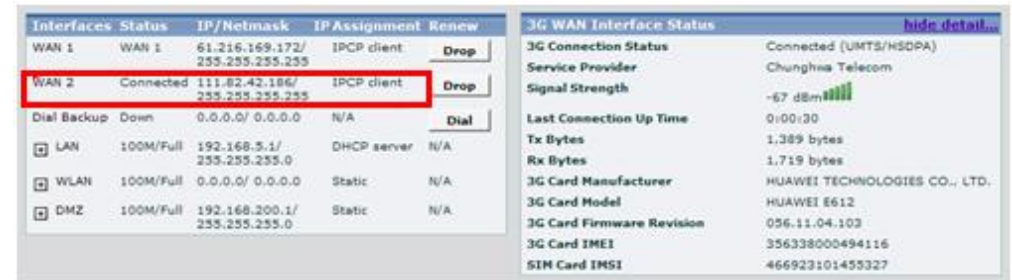 Interfaces Status IP/Netmask IP Assignment Renew
WAN 1 WAN 1 61.216.169.172/ IPCP client Drop
255.255.255.255
WAN 2 Connected 111.82.42.186/ IPCP client Drop
255.255.255.255
Dial Backup Down 0.0.0.0/ 0.0.0.0 N/A Dial
LAN 100M/Full 192.168.5.1/ DHCP server N/A
255.255.255.0
WLAN 100M/Full 0.0.0.0/ 0.0.0.0 Static N/A
DMZ 100M/Full 192.168.200.1/ Static N/A
255.255.255.0
3G WAN Interface Status hide detail...
3G Connection Status Connected (UMTS/HSDPA)
Service Provider Chunghwa Telecom
Signal Strength -67 dBm
Last Connection Up Time 0:00:30
Tx Bytes 1,389 bytes
Rx Bytes 1,719 bytes
3G Card Manufacturer HUAWEI TECHNOLOGIES CO., LTD.
3G Card Model HUAWEI E612
3G Card Firmware Revision 056.11.04.103
3G Card IMEI 356338000494116
SIM Card IMSI 466923101455327